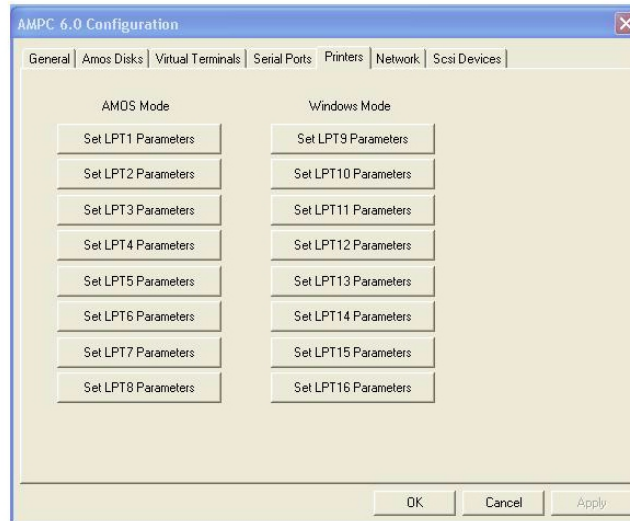 AMPC 6.0 Configuration
General Amos Disks Virtual Terminals Serial Ports Printers Network Scsi Devices
AMOS Mode Windows Mode
Set LPT1 Parameters Set LPT9 Parameters
Set LPT2 Parameters Set LPT10 Parameters
Set LPT3 Parameters Set LPT11 Parameters
Set LPT4 Parameters Set LPT12 Parameters
Set LPT5 Parameters Set LPT13 Parameters
Set LPT6 Parameters Set LPT14 Parameters
Set LPT7 Parameters Set LPT15 Parameters
Set LPT8 Parameters Set LPT16 Parameters
OK Cancel Apply